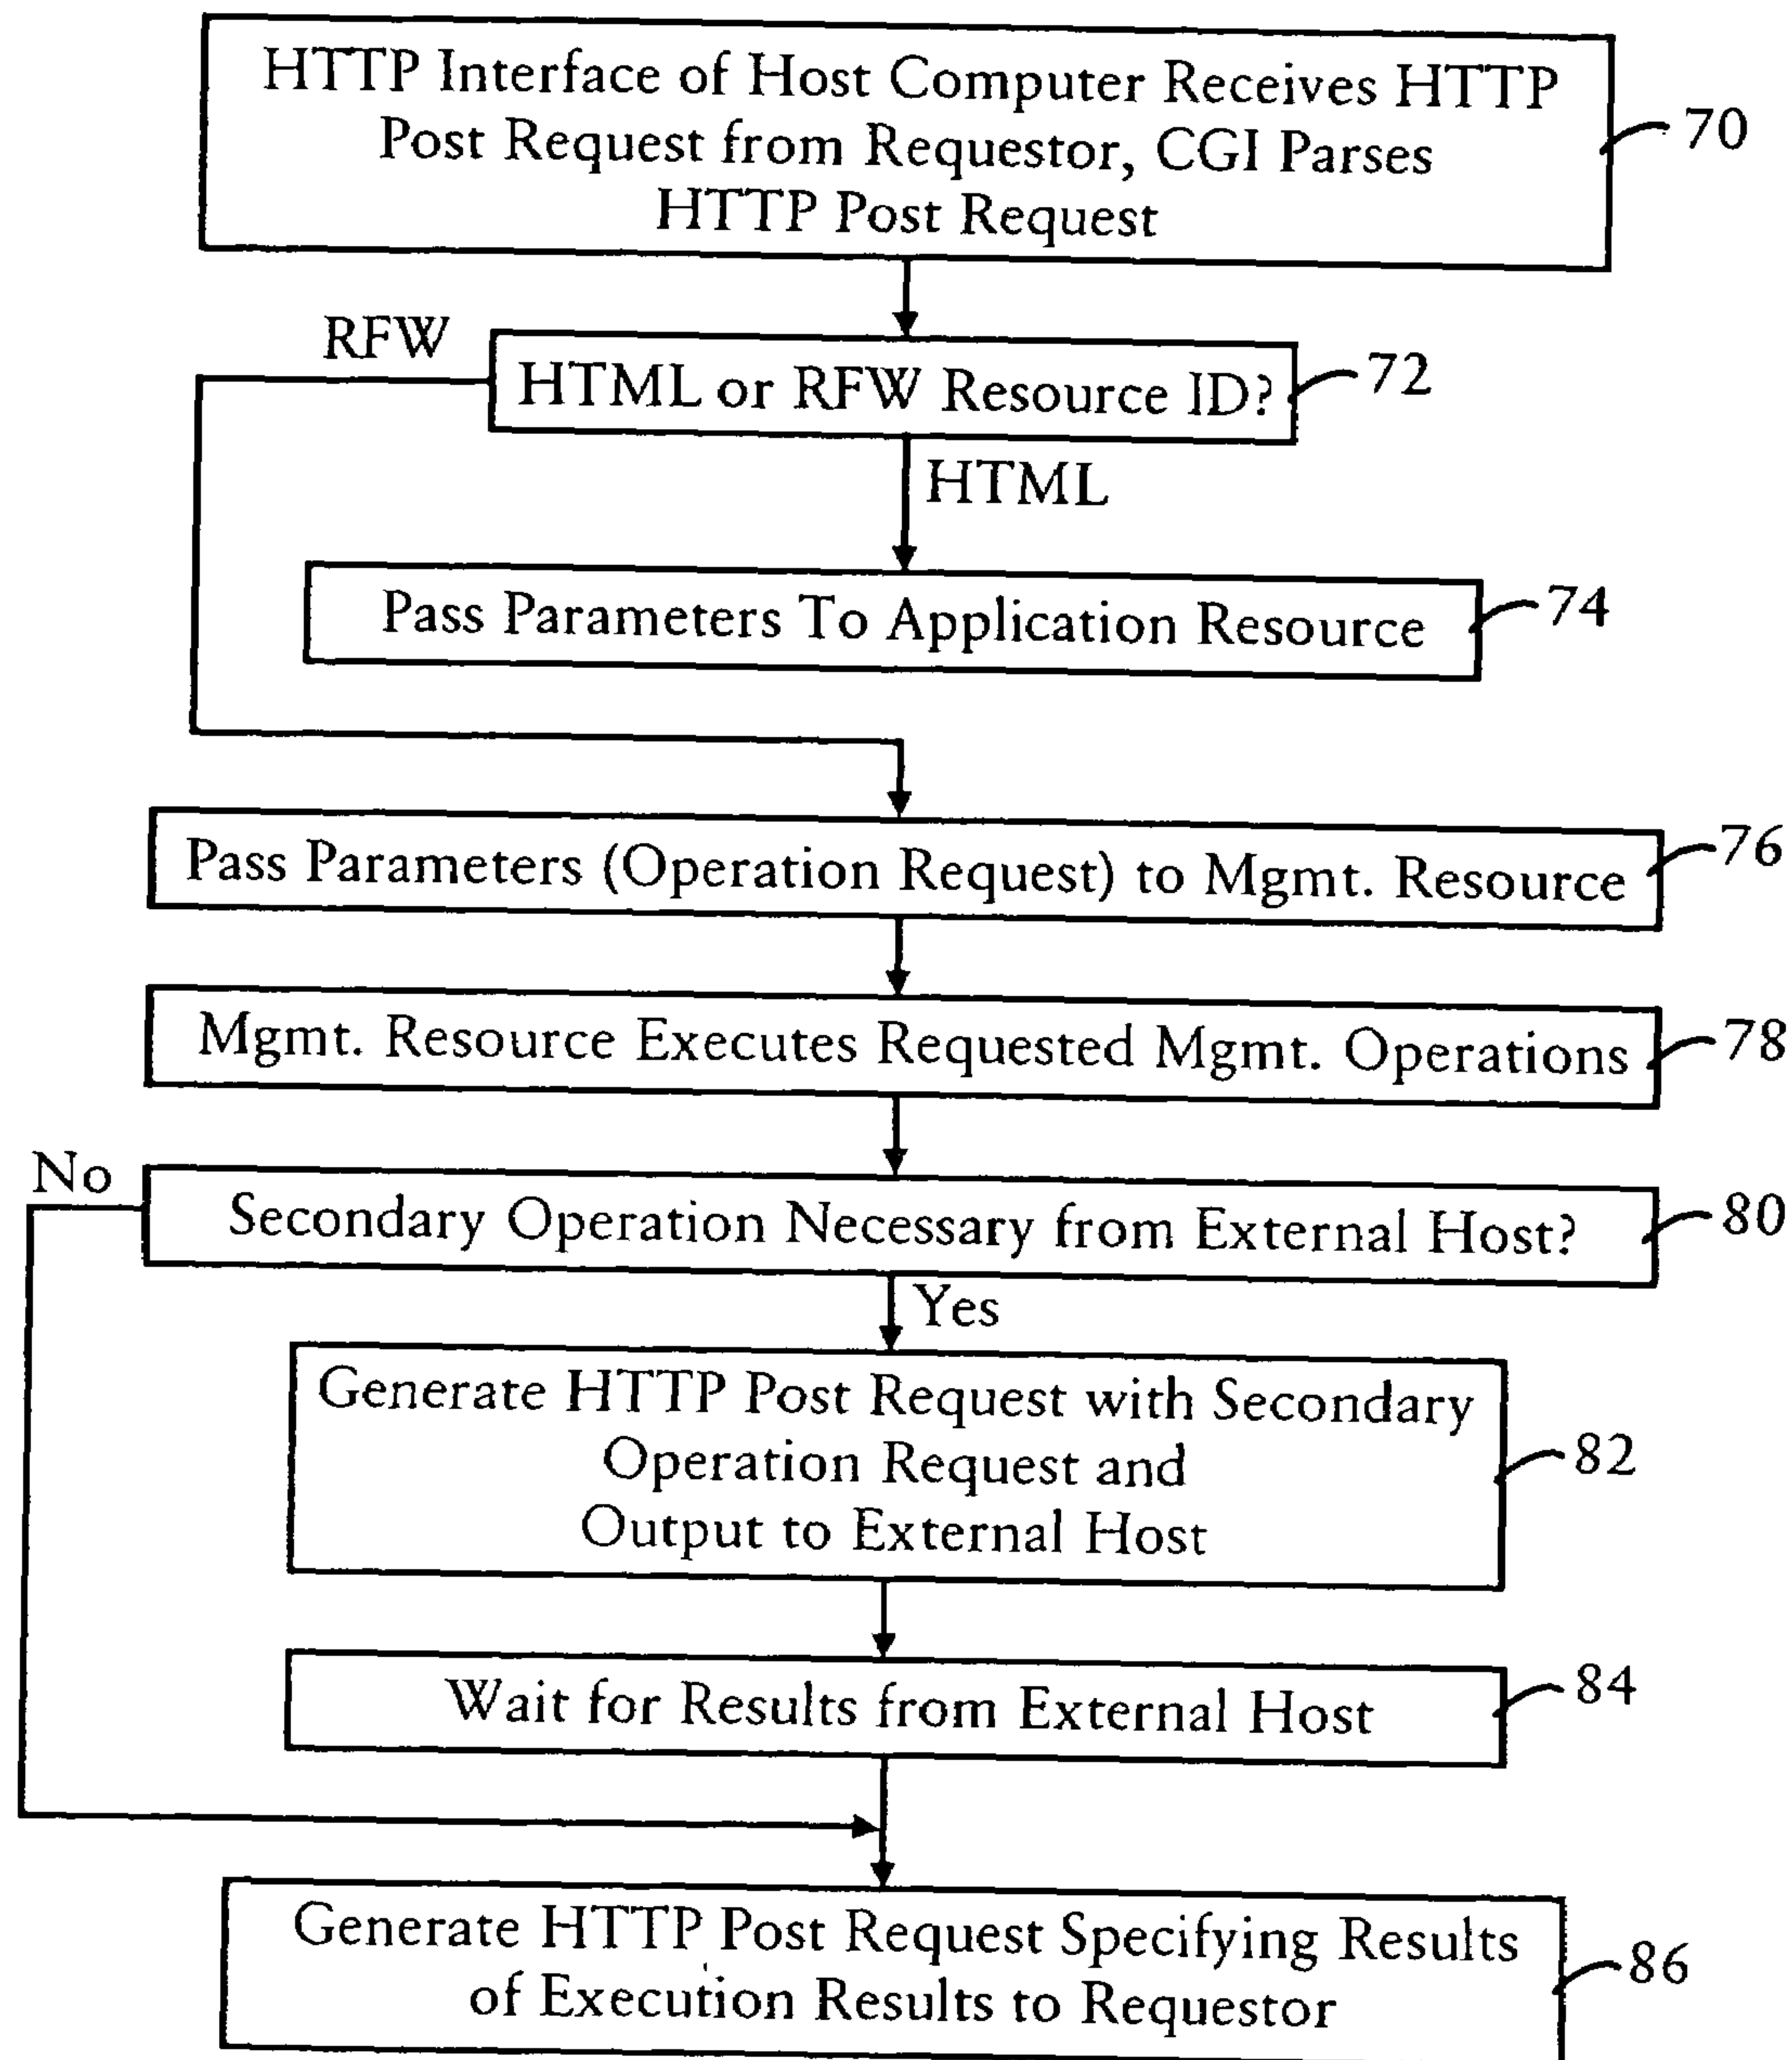 HTTP Interface of Host Computer Receives HTTP
Post Request from Requestor, CGI Parses
HTTP Post Request
70
RFW
HTML or RFW Resource ID?
72
HTML
Pass Parameters To Application Resource
74
Pass Parameters (Operation Request) to Mgmt. Resource
76
Mgmt. Resource Executes Requested Mgmt. Operations
78
No
Secondary Operation Necessary from External Host?
80
Yes
Generate HTTP Post Request with Secondary
Operation Request and
Output to External Host
82
Wait for Results from External Host
84
Generate HTTP Post Request Specifying Results
of Execution Results to Requestor
86